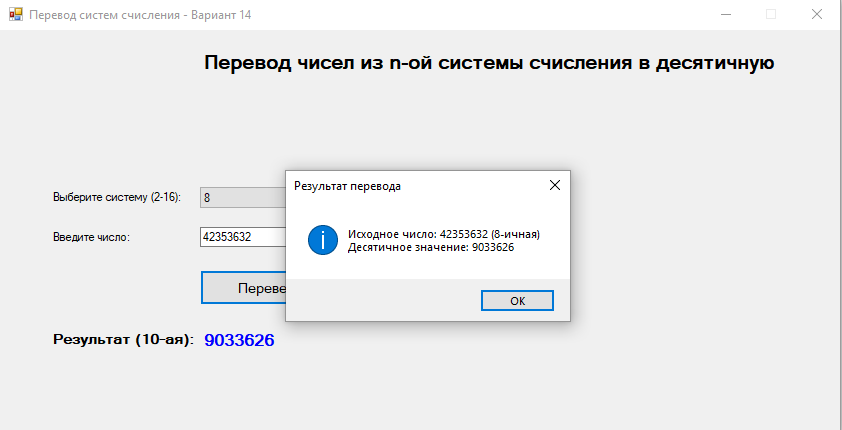 Перевод систем счисления - Вариант 14
Перевод чисел из n-ой системы счисления в десятичную
Выберите систему (2-16):
8
Введите число:
42353632
Переве
Результат (10-ая):
9033626
Результат перевода
Исходное число: 42353632 (8-ичная)
Десятичное значение: 9033626
OK